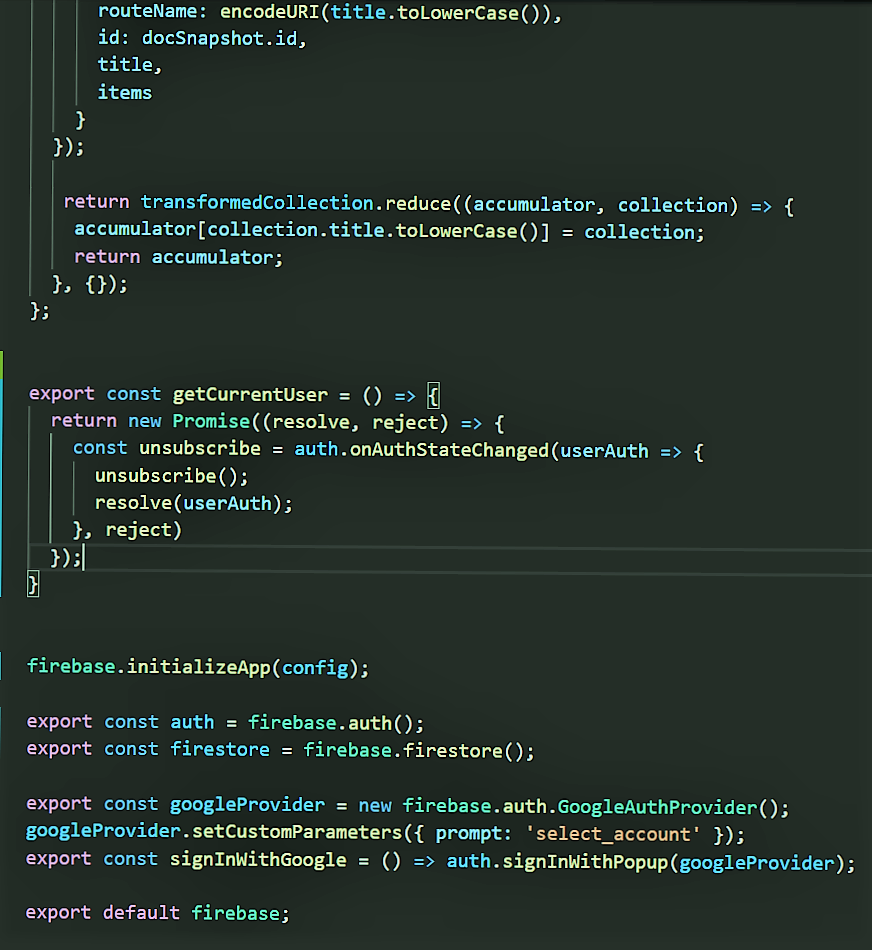 routeName: encodeURI(title.toLowerCase()),
id: docSnapshot.id,
title,
items
}
});
return transformedCollection.reduce((accumulator, collection) => {
accumulator[collection.title.toLowerCase()] = collection;
return accumulator;
}, {});
};
export const getCurrentUser = () => {
return new Promise((resolve, reject) => {
const unsubscribe = auth.onAuthStateChanged(userAuth => {
unsubscribe();
resolve(userAuth);
}, reject)
});
}
firebase.initializeApp(config);
export const auth = firebase.auth();
export const firestore = firebase.firestore();
export const googleProvider = new firebase.auth.GoogleAuthProvider();
googleProvider.setCustomParameters({ prompt: 'select_account' });
export const signInWithGoogle = () => auth.signInWithPopup(googleProvider);
export default firebase;